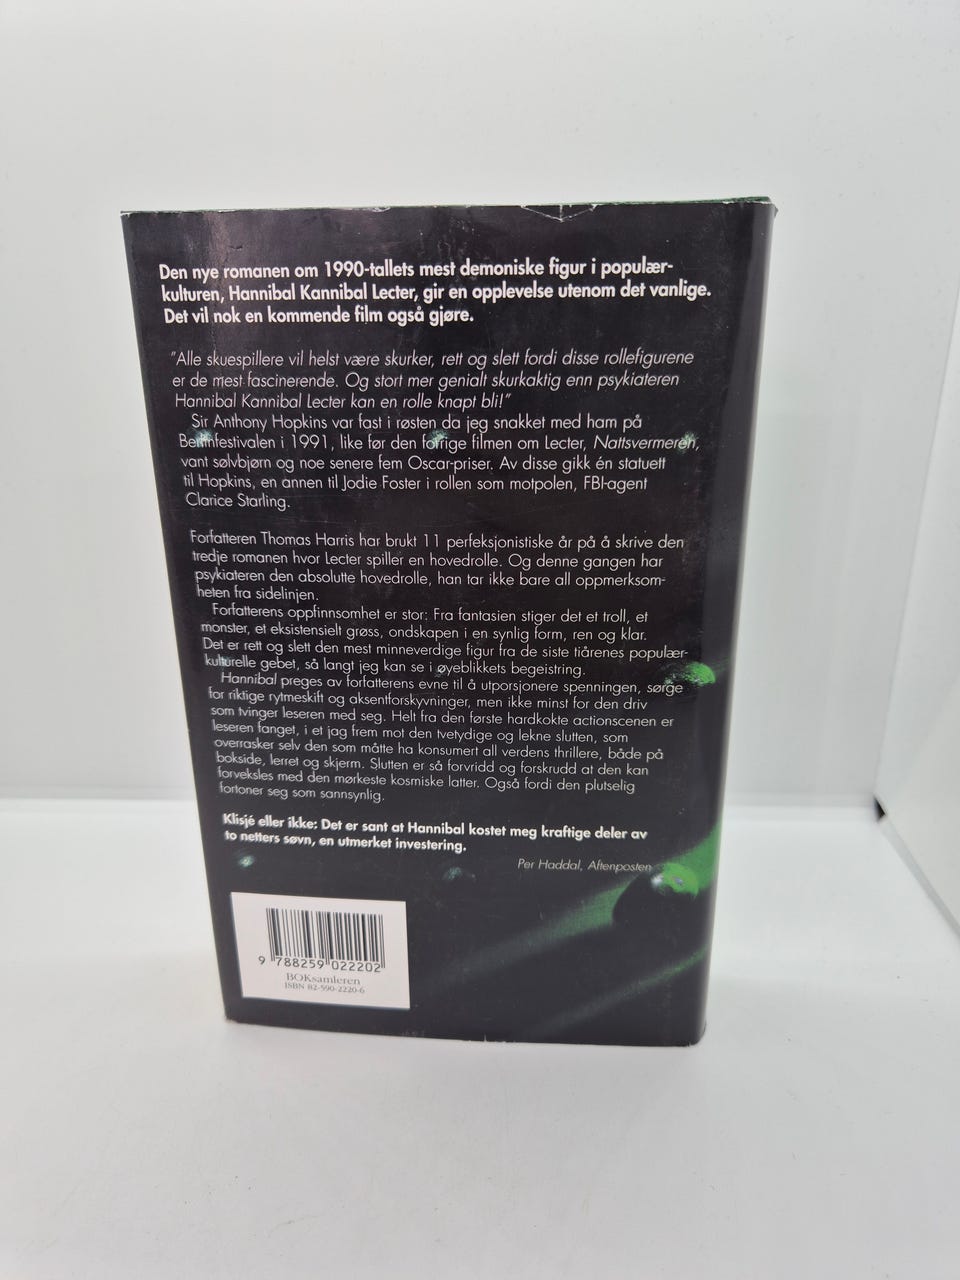 Den nye romanen om 1990-tallets mest demoniske figur i populær-
kulturen, Hannibal Kannibal Lecter, gir en opplevelse utenom det vanlige.
Det vil nok en kommende film også gjøre.
"Alle skuespillere vil helst være skurker, rett og slett fordi disse rollefigurene
er de mest fascinerende. Og stort mer genialt skurkaktig enn psykiateren
Hannibal Kannibal Lecter kan en rolle knapt bli!"
Sir Anthony Hopkins var fast i røsten da jeg snakket med ham på
Berlinfestivalen i 1991, like før den forrige filmen om Lecter, Nattsvermeren,
vant sølvbjørn og noe senere fem Oscar-priser. Av disse gikk én statuett
til Hopkins, en annen til Jodie Foster i rollen som motpolen, FBI-agent
Clarice Starling.
Forfatteren Thomas Harris har brukt 11 perfeksjonistiske år på å skrive den
tredje romanen hvor Lecter spiller en hovedrolle. Og denne gangen har
psykiateren den absolutte hovedrolle, han tar ikke bare all oppmerksom-
heten fra sidelinjen.
Forfatterens oppfinnsomhet er stor: Fra fantasien stiger det et troll, et
monster, et eksistensielt grøss, ondskapen i en synlig form, ren og klar.
Det er rett og slett den mest minneverdige figur fra de siste tiårenes populær-
kulturelle gebet, så langt jeg kan se i øyeblikkets begeistring.
Hannibal preges av forfatterens evne til å utporsjonere spenningen, sørge
for riktige rytmeskift og aksentforskyvninger, men ikke minst for den driv
som tvinger leseren med seg. Helt fra den første hardkokte actionscenen er
leseren fanget, i et jag frem mot den tvetydige og lekne slutten, som
overrasker selv den som måtte ha konsumert all verdens thrillere, både på
bokside, lerret og skjerm. Slutten er så forvridd og forskrudd at den kan
forveksles med den mørkeste kosmiske latter. Også fordi den plutselig
fortoner seg som sannsynlig.
Klisjé eller ikke: Det er sant at Hannibal kostet meg kraftige deler av
to netters søvn, en utmerket investering.
Per Haddal, Aftenposten
9 788259 022202
BOKsamleren
ISBN 82-590-2220-6